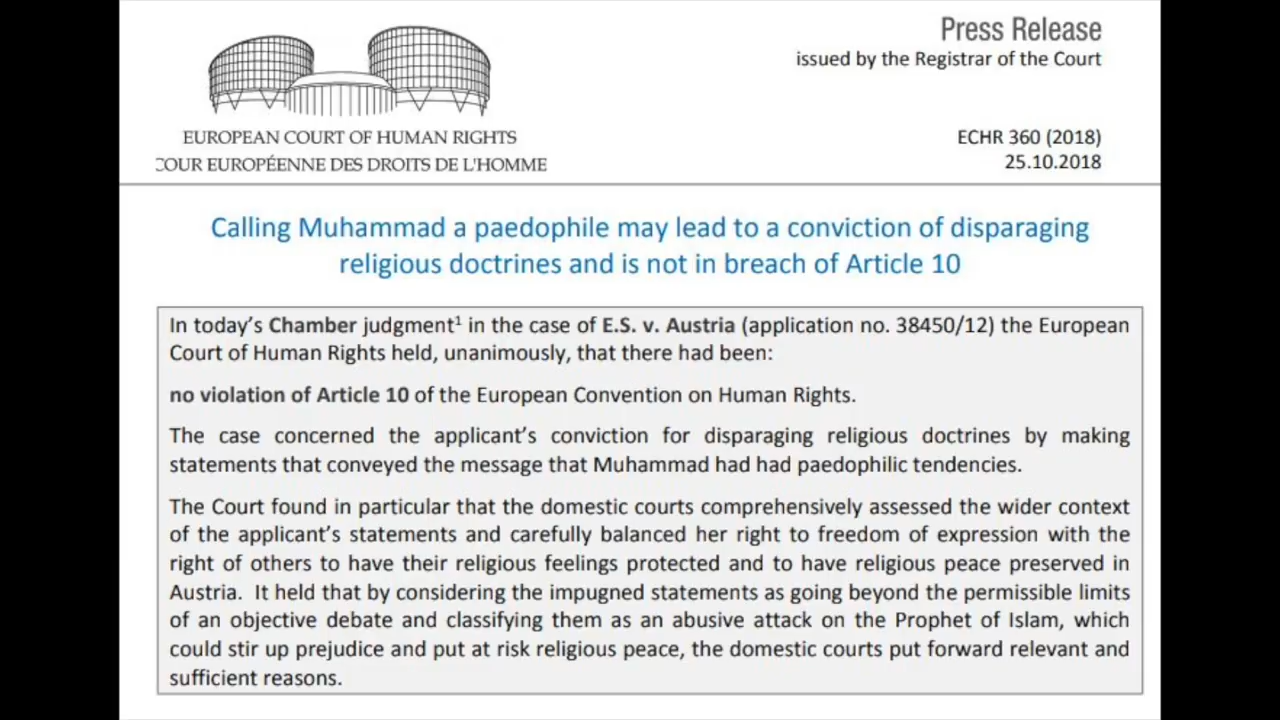 Press Release
issued by the Registrar of the Court
EUROPEAN COURT OF HUMAN RIGHTS
COUR EUROPÉENNE DES DROITS DE L'HOMME
ECHR 360 (2018)
25.10.2018
Calling Muhammad a paedophile may lead to a conviction of disparaging
religious doctrines and is not in breach of Article 10
In today's Chamber judgment¹ in the case of E.S. v. Austria (application no. 38450/12) the European
Court of Human Rights held, unanimously, that there had been:
no violation of Article 10 of the European Convention on Human Rights.
The case concerned the applicant's conviction for disparaging religious doctrines by making
statements that conveyed the message that Muhammad had had paedophilic tendencies.
The Court found in particular that the domestic courts comprehensively assessed the wider context
of the applicant's statements and carefully balanced her right to freedom of expression with the
right of others to have their religious feelings protected and to have religious peace preserved in
Austria. It held that by considering the impugned statements as going beyond the permissible limits
of an objective debate and classifying them as an abusive attack on the Prophet of Islam, which
could stir up prejudice and put at risk religious peace, the domestic courts put forward relevant and
sufficient reasons.